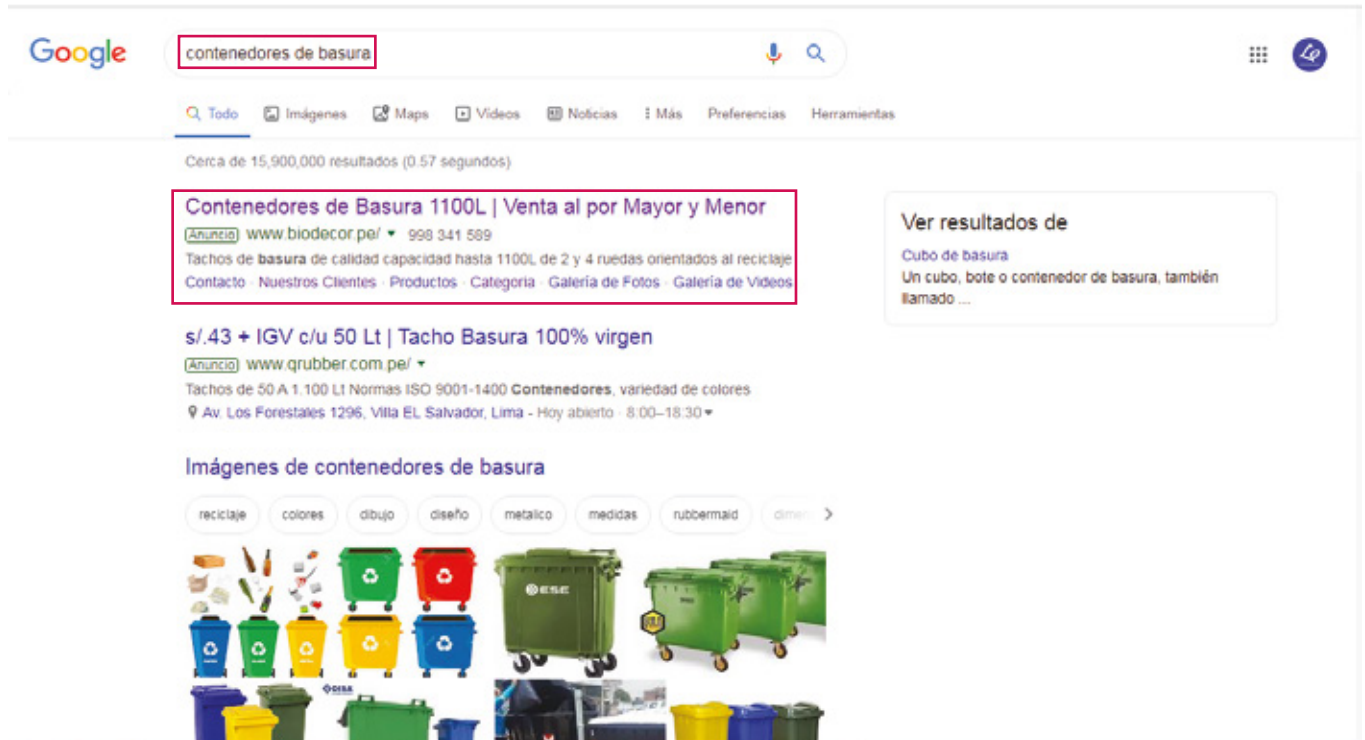 Google
contenedores de basura
Todo Imágenes Maps Vídeos Noticias Más Preferencias Herramientas
Cerca de 15,900,000 resultados (0.57 segundos)
Contenedores de Basura 1100L | Venta al por Mayor y Menor
Anuncio www.biodecor.pe/ 998 341 589
Tachos de basura de calidad capacidad hasta 1100L de 2 y 4 ruedas orientados al reciclaje
Contacto · Nuestros Clientes · Productos · Categoria · Galería de Fotos · Galería de Videos
Ver resultados de
Cubo de basura
Un cubo, bote o contenedor de basura, también
llamado ...
s/.43 + IGV c/u 50 Lt | Tacho Basura 100% virgen
Anuncio www.qrubber.com.pe/
Tachos de 50 A 1.100 Lt Normas ISO 9001-1400 Contenedores, variedad de colores
Av. Los Forestales 1296, Villa EL Salvador, Lima - Hoy abierto · 8:00–18:30
Imágenes de contenedores de basura
reciclaje colores dibujo diseño metalico medidas rubbermaid
ESE